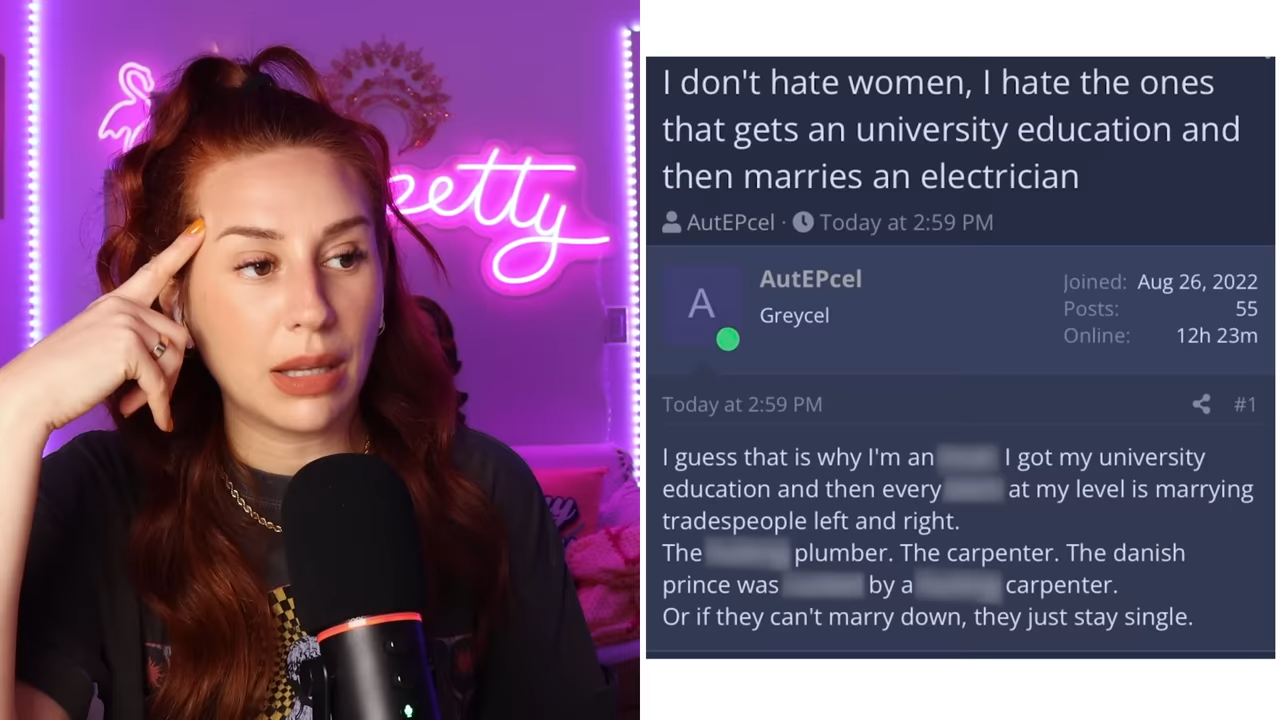 petty
I don't hate women, I hate the ones
that gets an university education and
then marries an electrician
AutEPcel · Today at 2:59 PM
A
AutEPcel
Greycel
Joined: Aug 26, 2022
Posts: 55
Online: 12h 23m
Today at 2:59 PM
#1
I guess that is why I'm an I got my university
education and then every at my level is marrying
tradespeople left and right.
The plumber. The carpenter. The danish
prince was by a carpenter.
Or if they can't marry down, they just stay single.